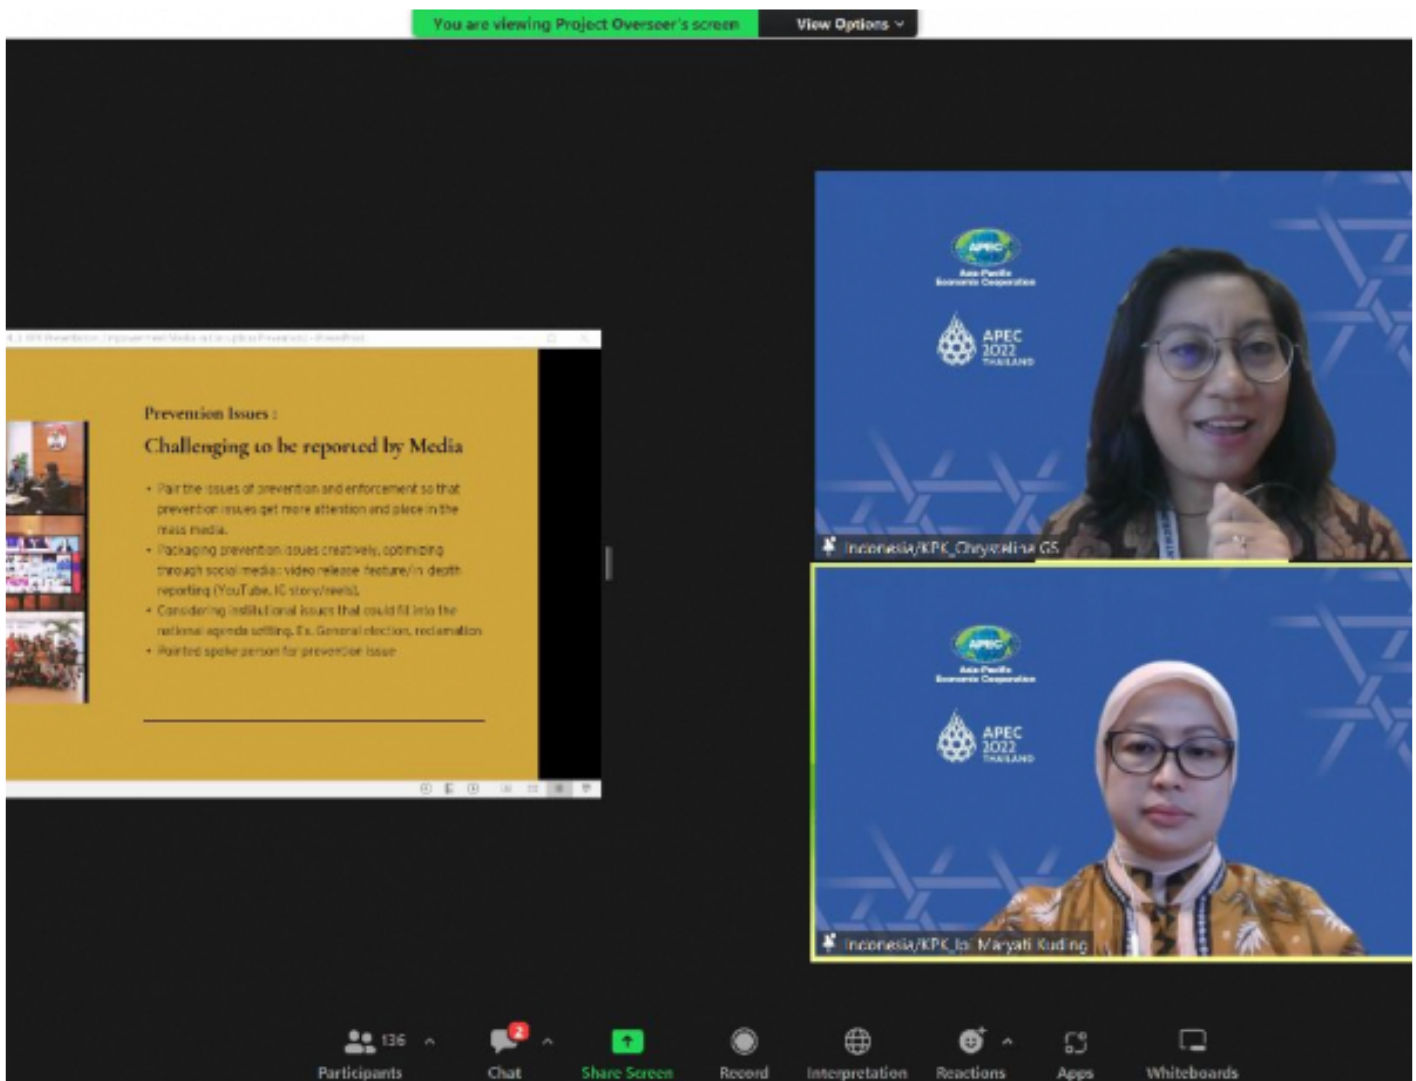 You are viewing Project Overseer's screen
View Options
APEC
Asia-Pacific
Economic Cooperation
APEC
2022
THAILAND
Indonesia/KPK_Chrystelina GS
Prevention Issues :
Challenging to be reported by Media
• Pair the issues of prevention and enforcement so that
prevention issues get more attention and place in the
mass media.
• Packaging prevention issues creatively, optimizing
through social media: video release feature/in depth
reporting (YouTube, IG story/reels).
• Considering institutional issues that could fill into the
national agenda setting. Ex. General election, reclamation
• Pointed spoke person for prevention issue
APEC
Asia-Pacific
Economic Cooperation
APEC
2022
THAILAND
Indonesia/KPK_Ipi Maryati Kuding
136
2
Participants
Chat
Share Screen
Record
Interpretation
Reactions
Apps
Whiteboards